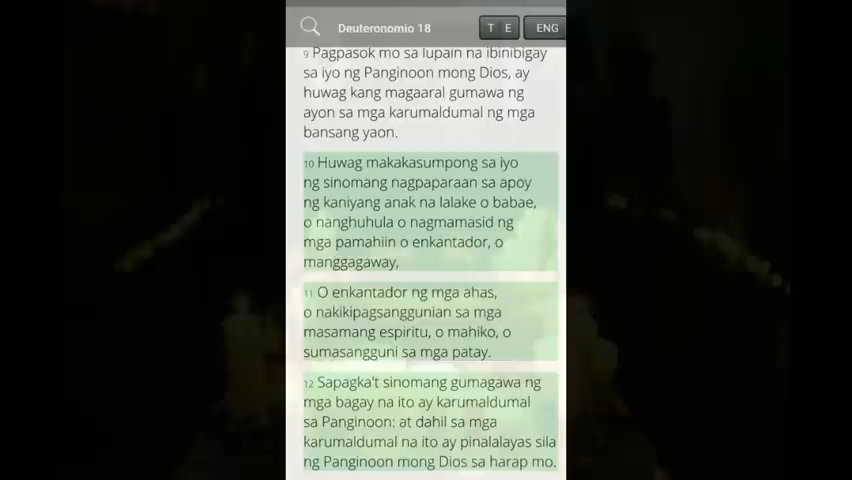 Deuteronomio 18 T E ENG
9 Pagpasok mo sa lupain na ibinibigay
sa iyo ng Panginoon mong Dios, ay
huwag kang magaaral gumawa ng
ayon sa mga karumaldumal ng mga
bansang yaon.
10 Huwag makakasumpong sa iyo
ng sinomang nagpaparaan sa apoy
ng kaniyang anak na lalake o babae,
o nanghuhula o nagmamasid ng
mga pamahiin o enkantador, o
manggagaway,
11 O enkantador ng mga ahas,
o nakikipagsanggunian sa mga
masamang espiritu, o mahiko, o
sumasangguni sa mga patay.
12 Sapagka't sinomang gumagawa ng
mga bagay na ito ay karumaldumal
sa Panginoon: at dahil sa mga
karumaldumal na ito ay pinalalayas sila
ng Panginoon mong Dios sa harap mo.